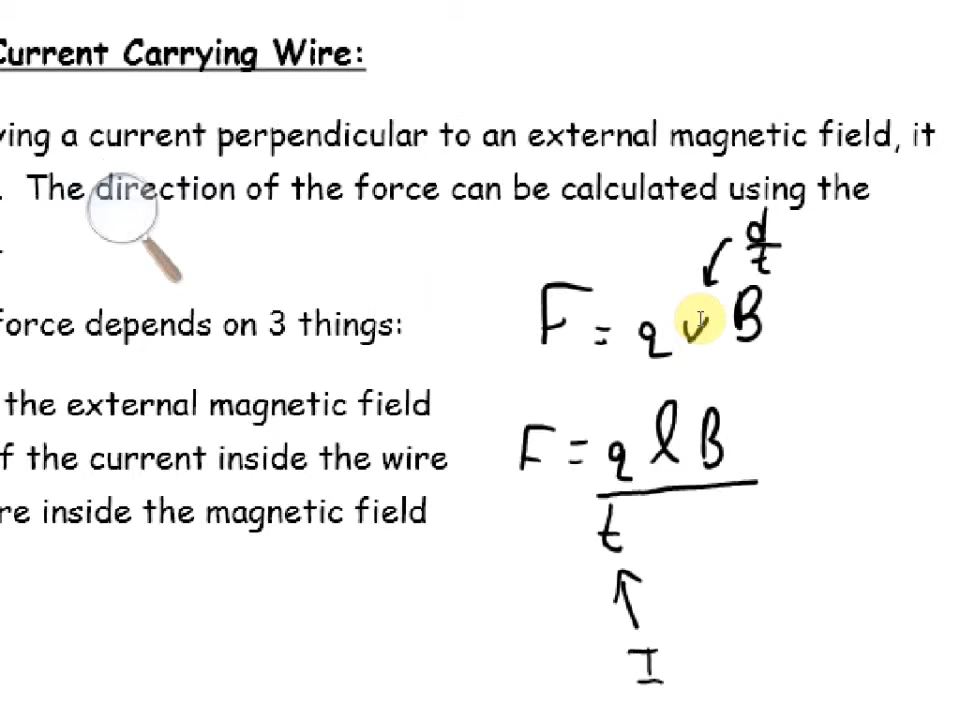 Current Carrying Wire:
ving a current perpendicular to an external magnetic field, it
. The direction of the force can be calculated using the
d/t
F = q v B
force depends on 3 things:
the external magnetic field
f the current inside the wire
re inside the magnetic field
F = q l B
t
I